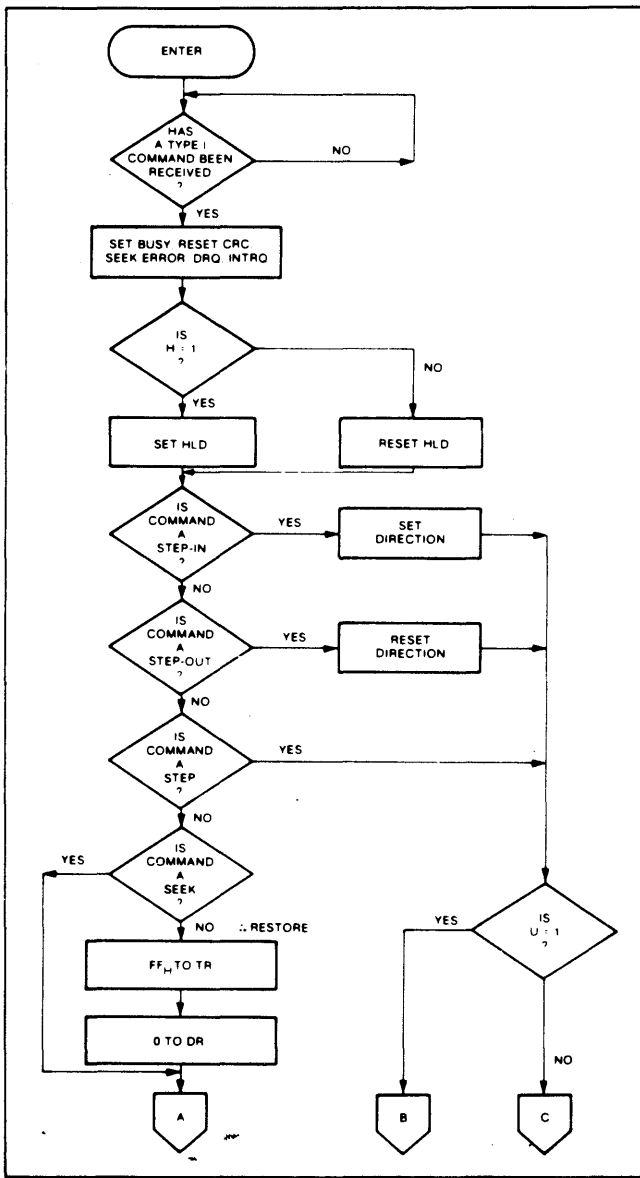 ENTER
HAS
A TYPE I
COMMAND BEEN
RECEIVED
?
NO
YES
SET BUSY RESET CRC
SEEK ERROR DRQ. INTRQ
IS
H = 1
?
NO
YES
SET HLD
RESET HLD
IS
COMMAND
A
STEP-IN
?
YES
SET
DIRECTION
NO
IS
COMMAND
A
STEP-OUT
?
YES
RESET
DIRECTION
NO
IS
COMMAND
A
STEP
?
YES
NO
IS
COMMAND
A
SEEK
?
YES
NO ∴ RESTORE
IS
U = 1
?
YES
FFH TO TR
0 TO DR
NO
A
B
C